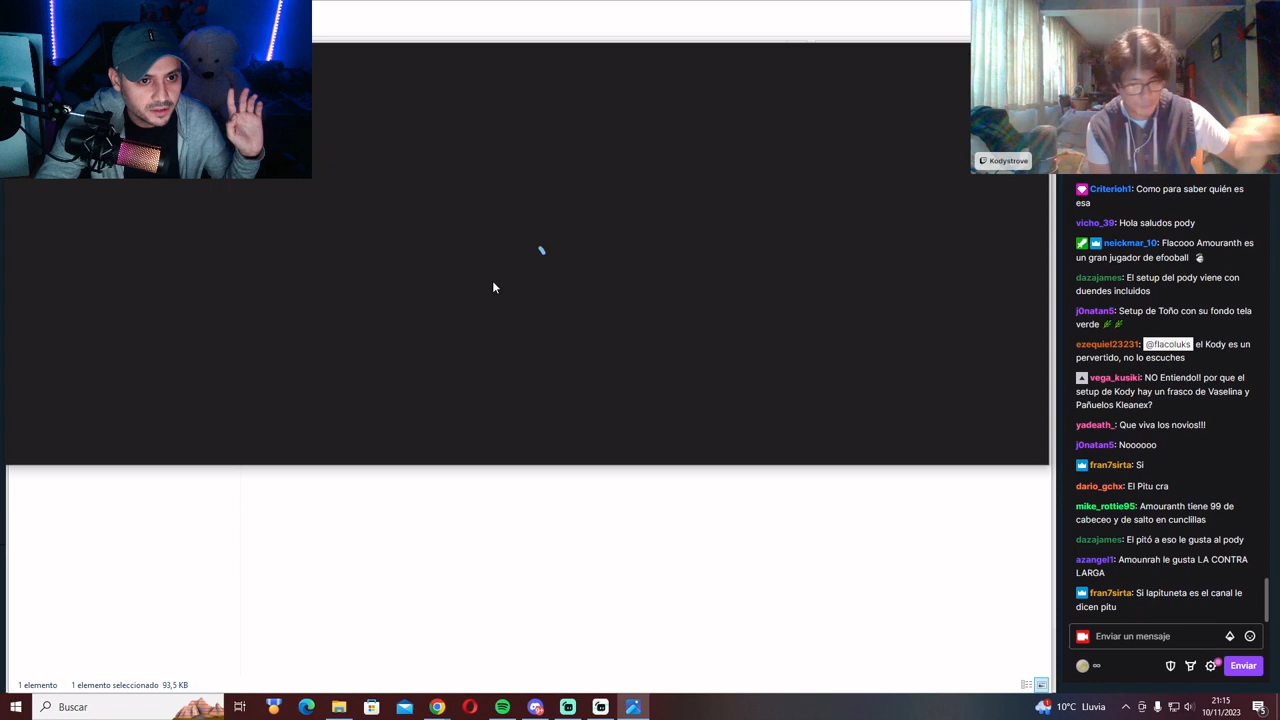 Kodystrove
Criterioh1: Como para saber quién es
esa
vicho_39: Hola saludos pody
neickmar_10: Flacooo Amouranth es
un gran jugador de efooball
dazajames: El setup del pody viene con
duendes incluidos
j0natan5: Setup de Toño con su fondo tela
verde
ezequiel23231: @flacoluks el Kody es un
pervertido, no lo escuches
vega_kusiki: NO Entiendo!! por que el
setup de Kody hay un frasco de Vaselina y
Pañuelos Kleanex?
yadeath_: Que viva los novios!!!
j0natan5: Noooooo
fran7sirta: Si
dario_gchx: El Pitu cra
mike_rottie95: Amouranth tiene 99 de
cabeceo y de salto en cunclillas
dazajames: El pitó a eso le gusta al pody
azangel1: Amounrah le gusta LA CONTRA
LARGA
fran7sirta: Si lapituneta es el canal le
dicen pitu
Enviar un mensaje
Enviar
1 elemento 1 elemento seleccionado 93,5 KB
Buscar
10°C Lluvia
21:15
10/11/2023
5